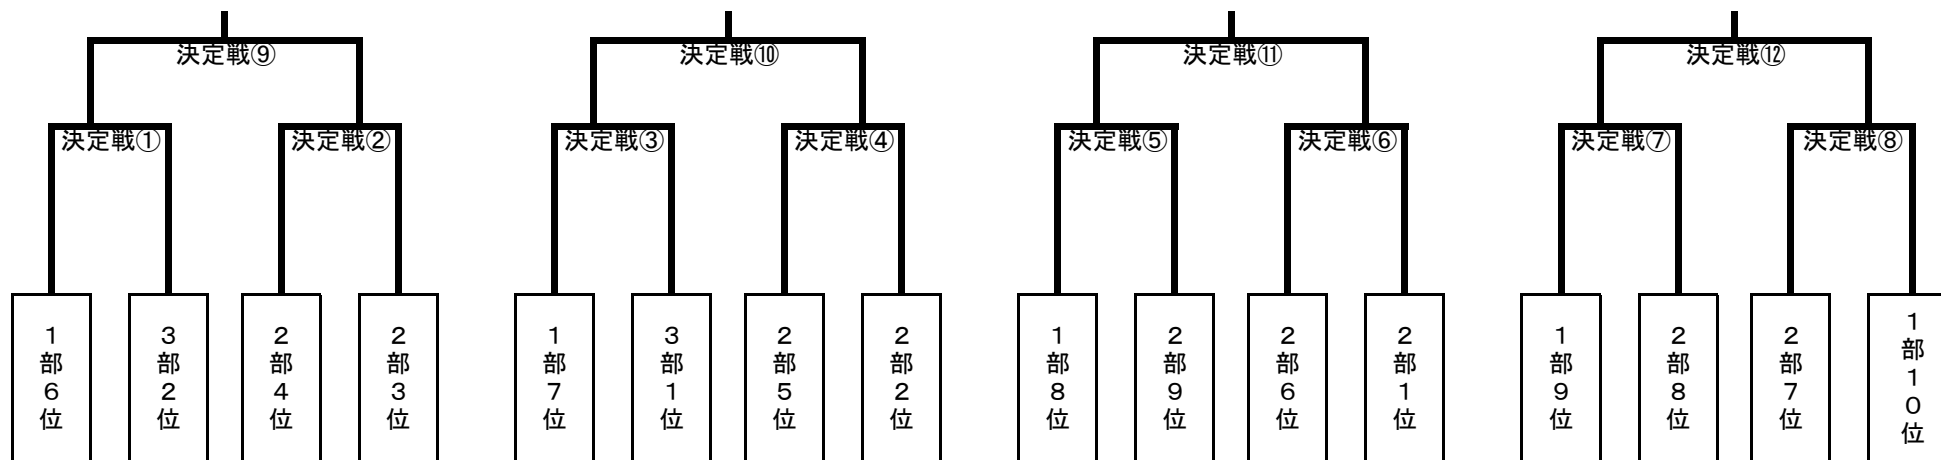 決定戦⑨
決定戦⑩
決定戦⑪
決定戦⑫
決定戦①
決定戦②
決定戦③
決定戦④
決定戦⑤
決定戦⑥
決定戦⑦
決定戦⑧
１部６位
３部２位
２部４位
２部３位
１部７位
３部１位
２部５位
２部２位
１部８位
２部９位
２部６位
２部１位
１部９位
２部８位
２部７位
１部１０位